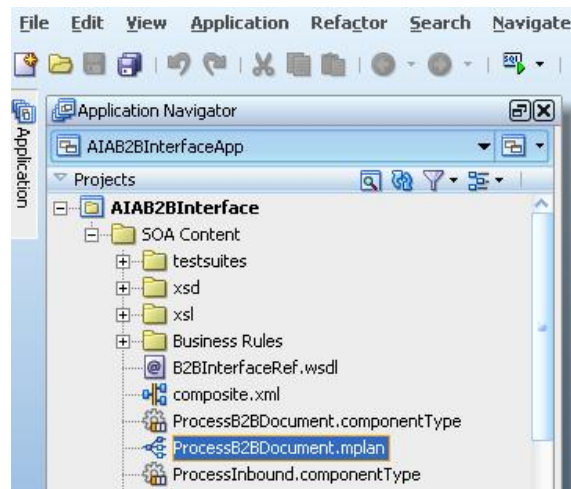 File Edit View Application Refactor Search Navigate
SQL
Application Navigator
Application
AIAB2BInterfaceApp
Projects
AIAB2BInterface
SOA Content
testsuites
xsd
xsl
Business Rules
B2BInterfaceRef.wsdl
composite.xml
ProcessB2BDocument.componentType
ProcessB2BDocument.mplan
ProcessInbound.componentType